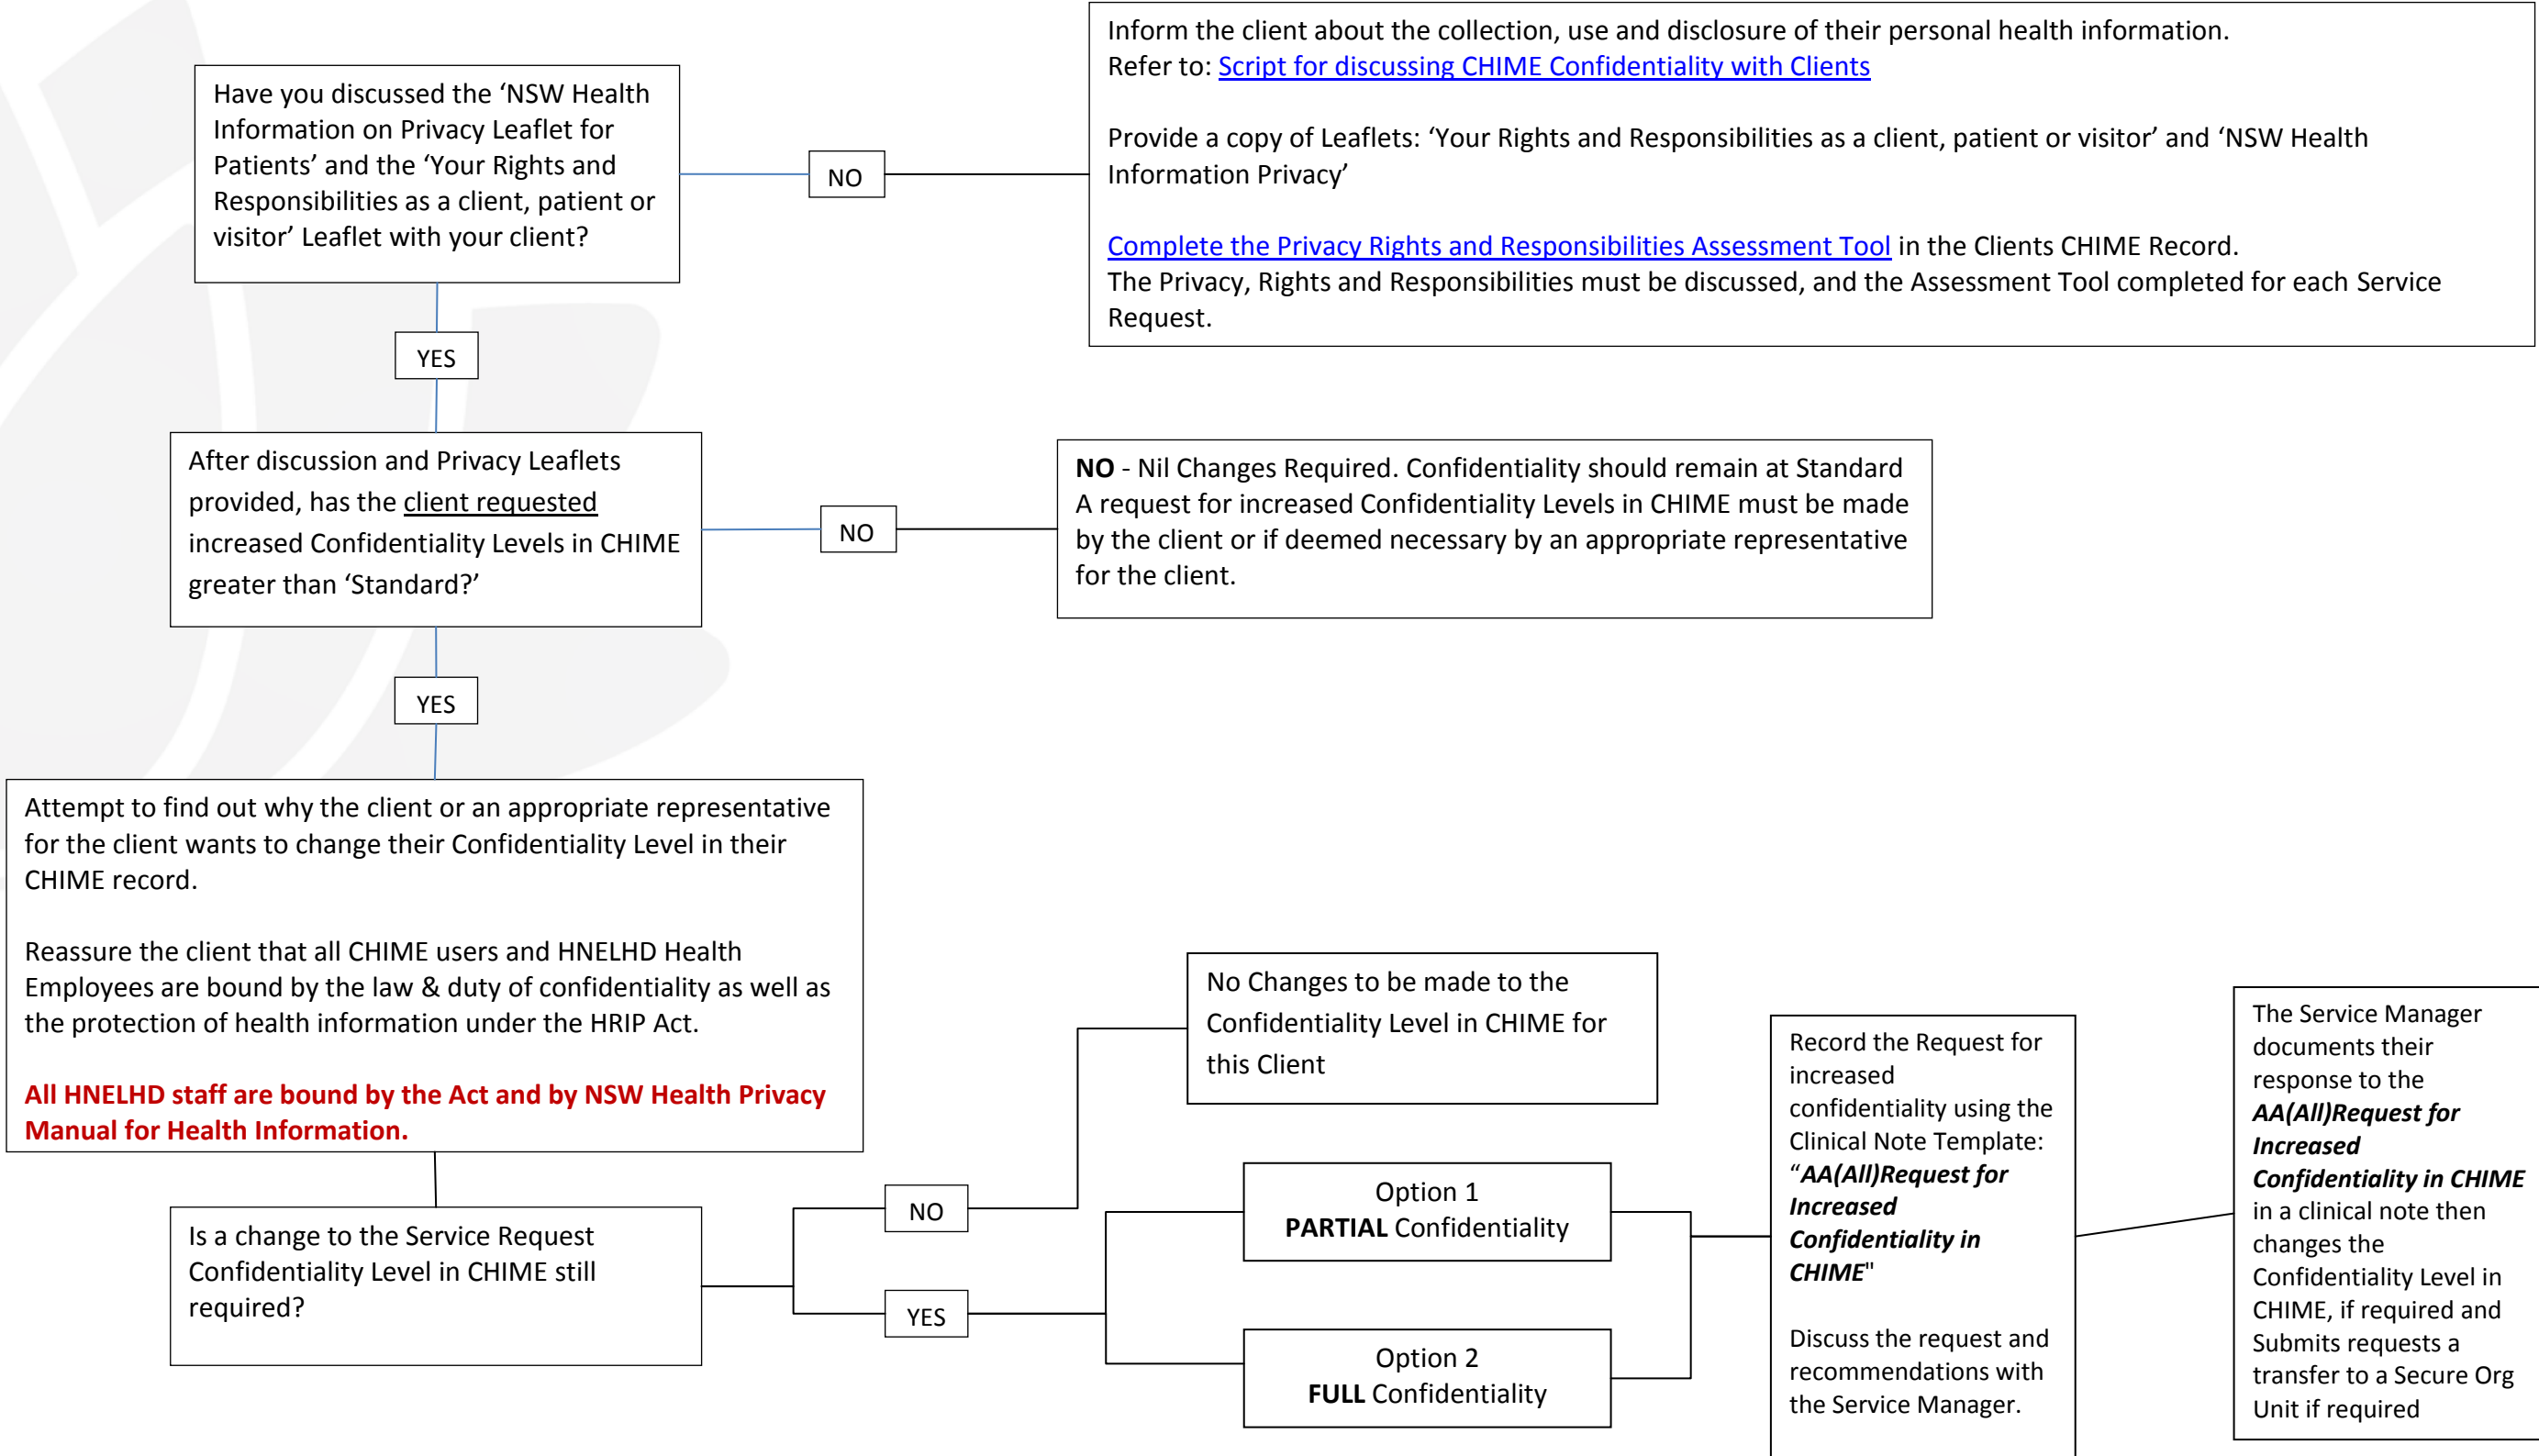 Inform the client about the collection, use and disclosure of their personal health information.
Refer to: Script for discussing CHIME Confidentiality with Clients
Provide a copy of Leaflets: ‘Your Rights and Responsibilities as a client, patient or visitor’ and ‘NSW Health
Information Privacy’
Complete the Privacy Rights and Responsibilities Assessment Tool in the Clients CHIME Record.
The Privacy, Rights and Responsibilities must be discussed, and the Assessment Tool completed for each Service
Request.
Have you discussed the ‘NSW Health
Information on Privacy Leaflet for
Patients’ and the ‘Your Rights and
Responsibilities as a client, patient or
visitor’ Leaflet with your client?
NO
YES
After discussion and Privacy Leaflets
provided, has the client requested
increased Confidentiality Levels in CHIME
greater than ‘Standard?’
NO
NO - Nil Changes Required. Confidentiality should remain at Standard
A request for increased Confidentiality Levels in CHIME must be made
by the client or if deemed necessary by an appropriate representative
for the client.
YES
Attempt to find out why the client or an appropriate representative
for the client wants to change their Confidentiality Level in their
CHIME record.
Reassure the client that all CHIME users and HNELHD Health
Employees are bound by the law & duty of confidentiality as well as
the protection of health information under the HRIP Act.
All HNELHD staff are bound by the Act and by NSW Health Privacy
Manual for Health Information.
Is a change to the Service Request
Confidentiality Level in CHIME still
required?
NO
YES
No Changes to be made to the
Confidentiality Level in CHIME for
this Client
Option 1
PARTIAL Confidentiality
Option 2
FULL Confidentiality
Record the Request for
increased
confidentiality using the
Clinical Note Template:
“AA(All)Request for
Increased
Confidentiality in
CHIME"
Discuss the request and
recommendations with
the Service Manager.
The Service Manager
documents their
response to the
AA(All)Request for
Increased
Confidentiality in CHIME
in a clinical note then
changes the
Confidentiality Level in
CHIME, if required and
Submits requests a
transfer to a Secure Org
Unit if required